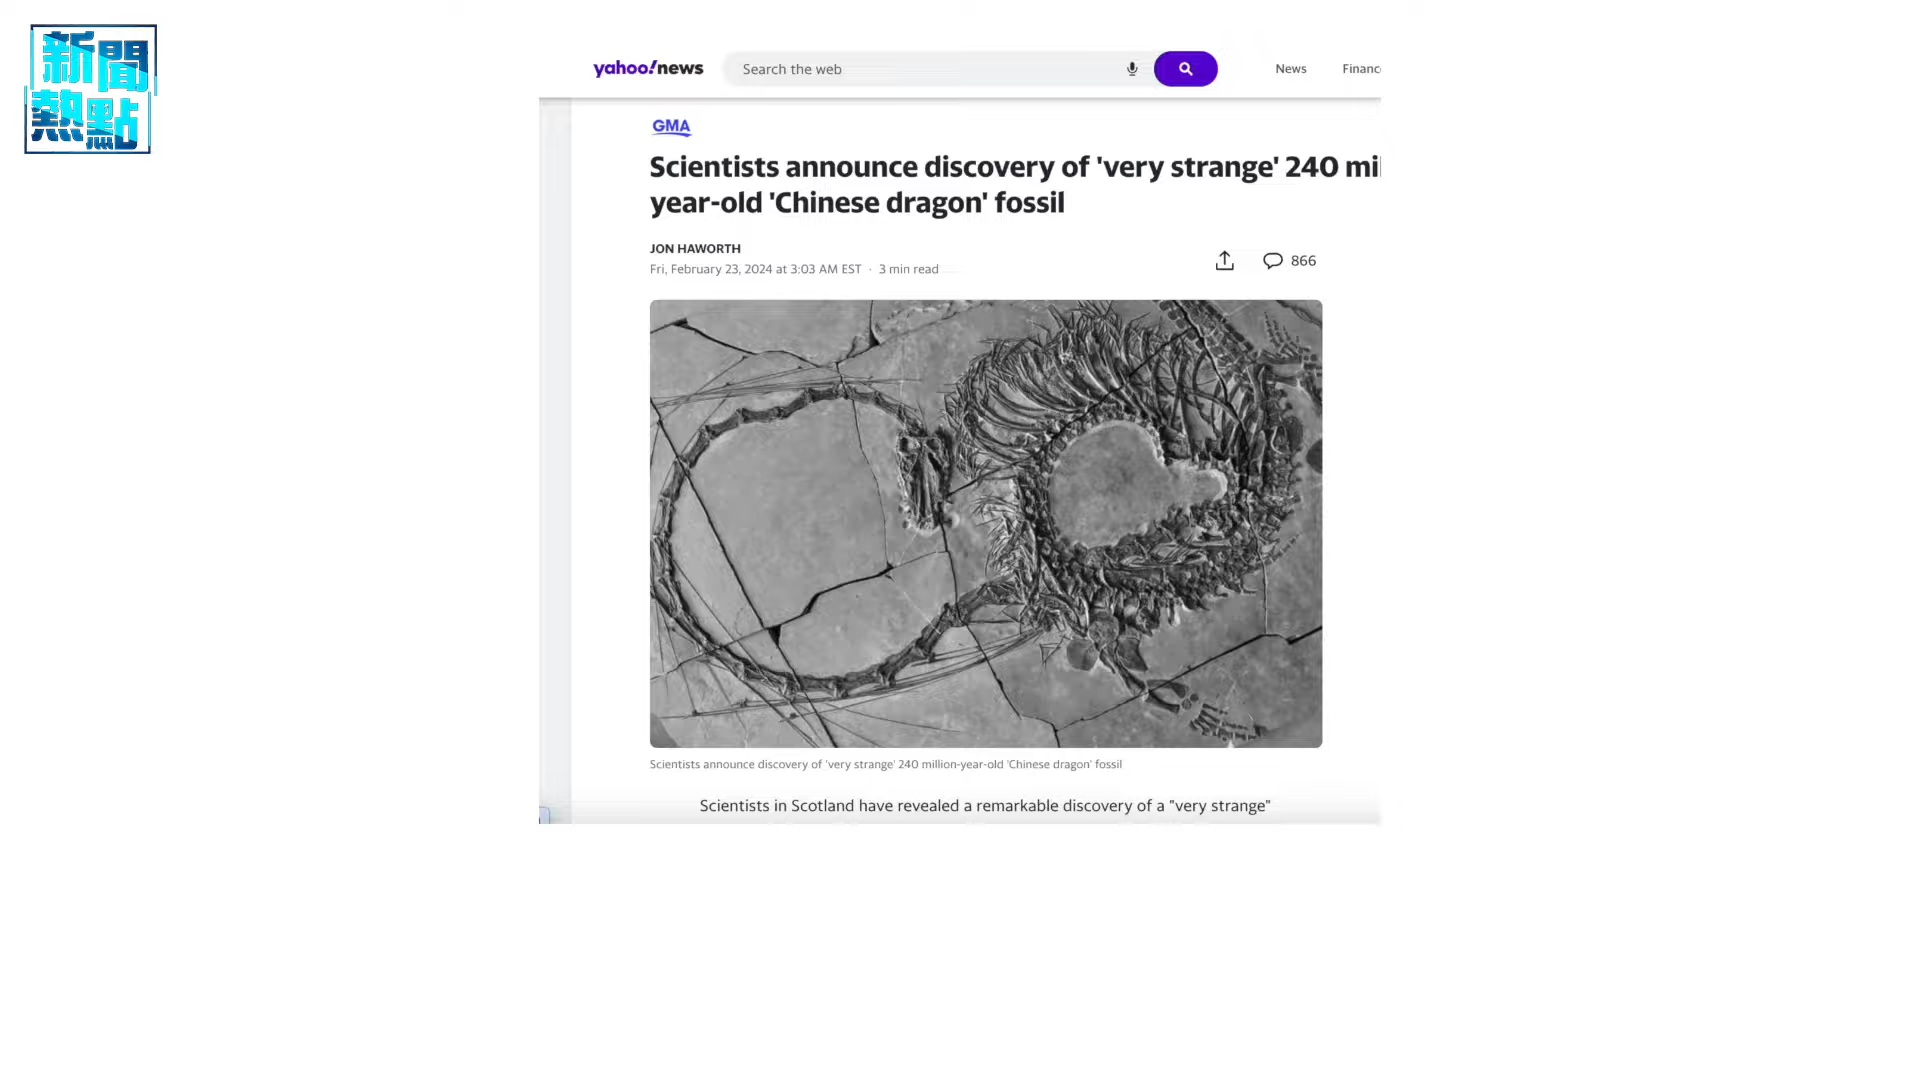 新聞
熱點
yahoo!news
Search the web
News
Financ
GMA
Scientists announce discovery of 'very strange' 240 mil
year-old 'Chinese dragon' fossil
JON HAWORTH
Fri, February 23, 2024 at 3:03 AM EST · 3 min read
866
Scientists announce discovery of 'very strange' 240 million-year-old 'Chinese dragon' fossil
Scientists in Scotland have revealed a remarkable discovery of a "very strange"